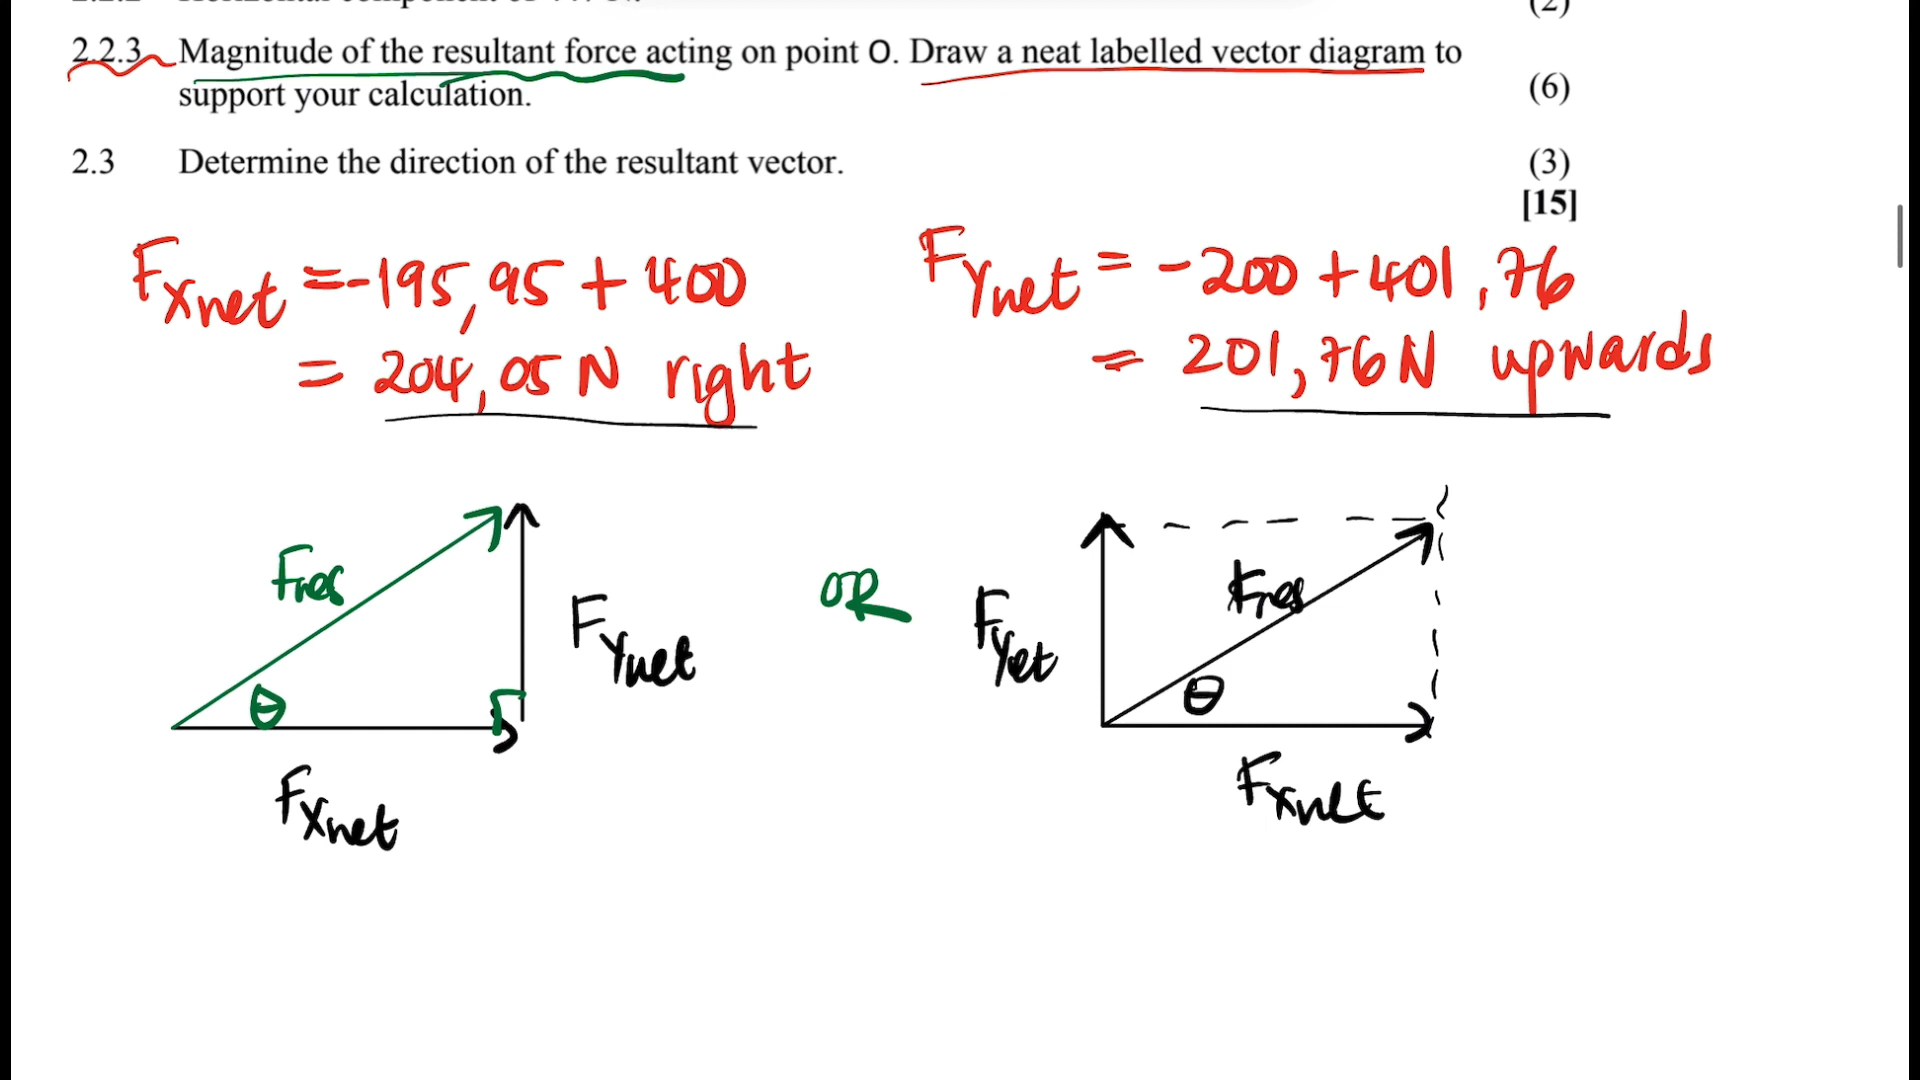 2.2.3 Magnitude of the resultant force acting on point O. Draw a neat labelled vector diagram to
support your calculation. (6)
2.3 Determine the direction of the resultant vector. (3)
[15]
Fxnet = -195,95 + 400
= 204,05 N right
FYnet = -200 + 401,76
= 201,76 N upwards
Fres
θ
FYnet
Fxnet
OR
Fyet
Fres
θ
Fxnet